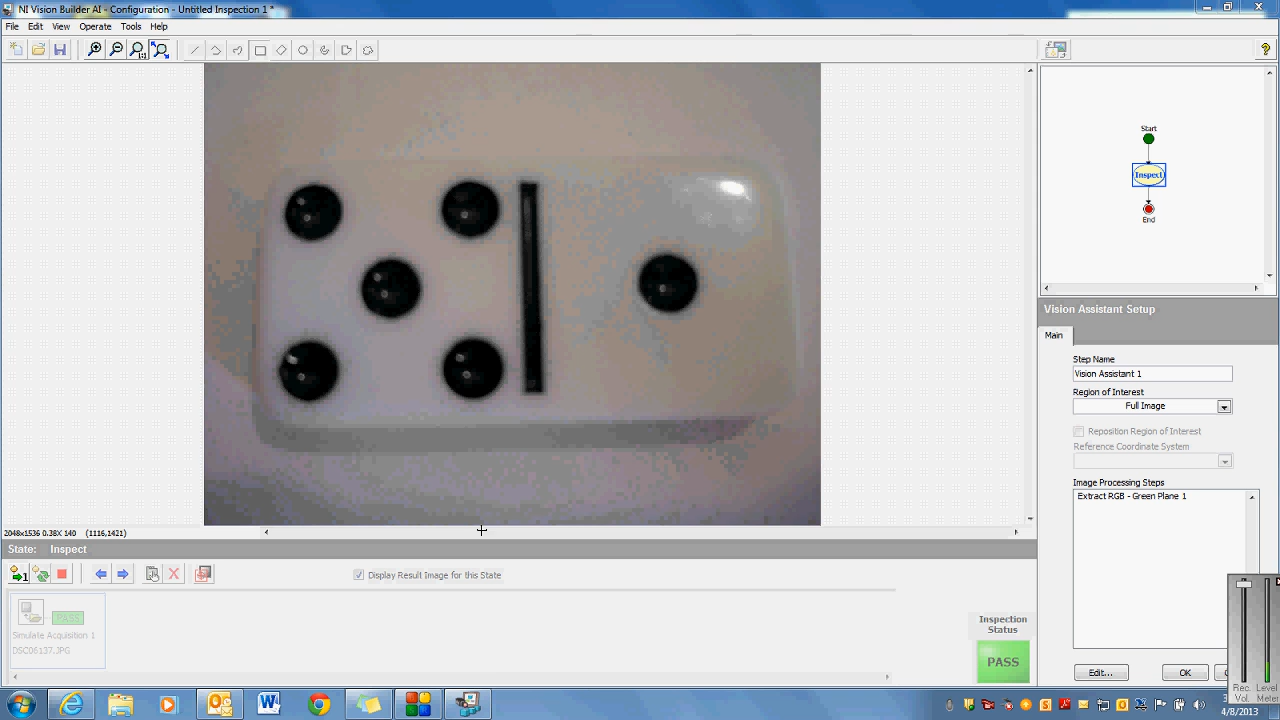 NI Vision Builder AI - Configuration - Untitled Inspection 1 *
File Edit View Operate Tools Help
Start
Inspect
End
Vision Assistant Setup
Main
Step Name
Vision Assistant 1
Region of Interest
Full Image
Reposition Region of Interest
Reference Coordinate System
Image Processing Steps
Extract RGB - Green Plane 1
2048x1536 0.38X 140 (1116,1421)
State: Inspect
Display Result Image for this State
PASS
Simulate Acquisition 1
DSC06137.JPG
Inspection
Status
PASS
Edit...
OK
Rec. Vol.
Level Meter
4/8/2013